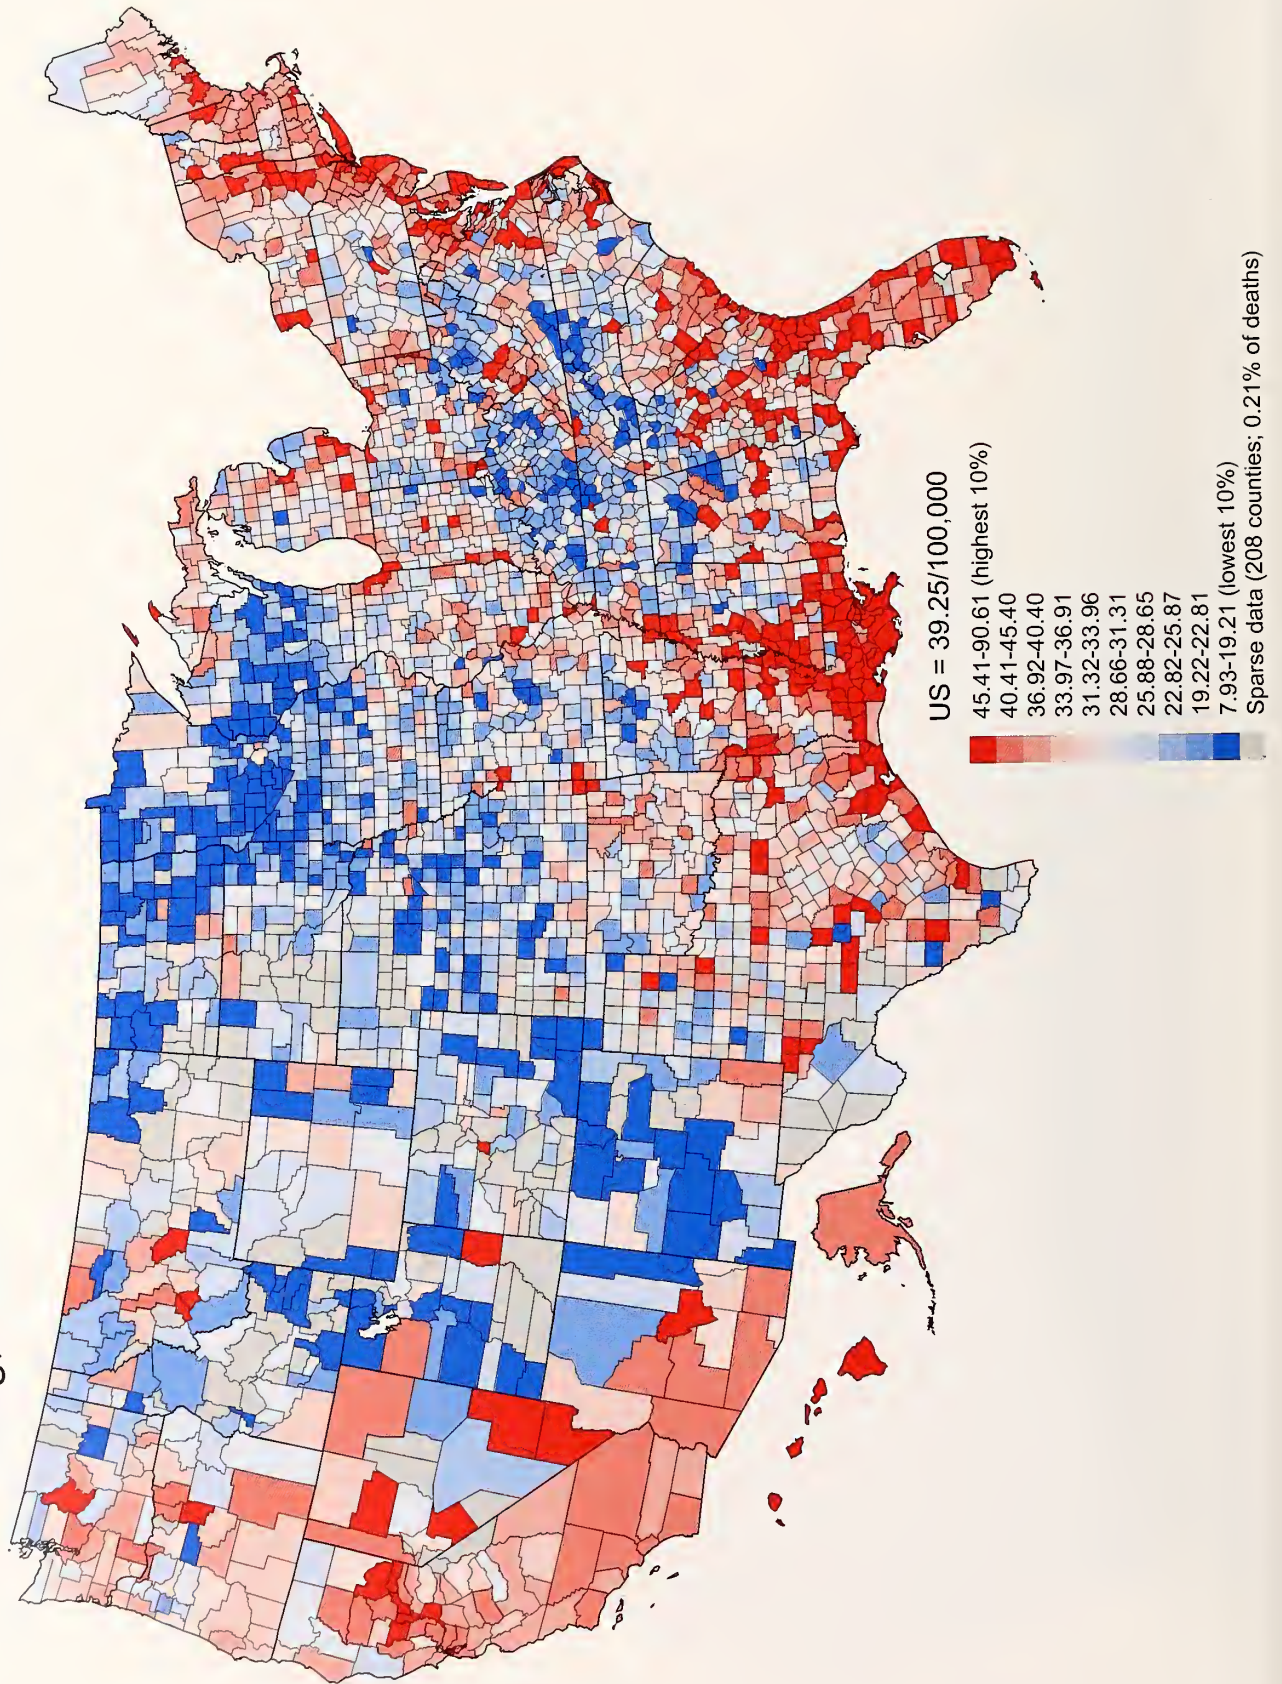 US = 39.25/100,000
45.41-90.61 (highest 10%)
40.41-45.40
36.92-40.40
33.97-36.91
31.32-33.96
28.66-31.31
25.88-28.65
22.82-25.87
19.22-22.81
7.93-19.21 (lowest 10%)
Sparse data (208 counties; 0.21% of deaths)